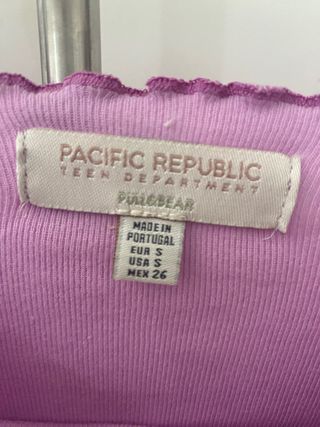 PACIFIC REPUBLIC
TEEN DEPARTMENT
PULL&BEAR
MADE IN
PORTUGAL
EUR S
USA S
MEX 26